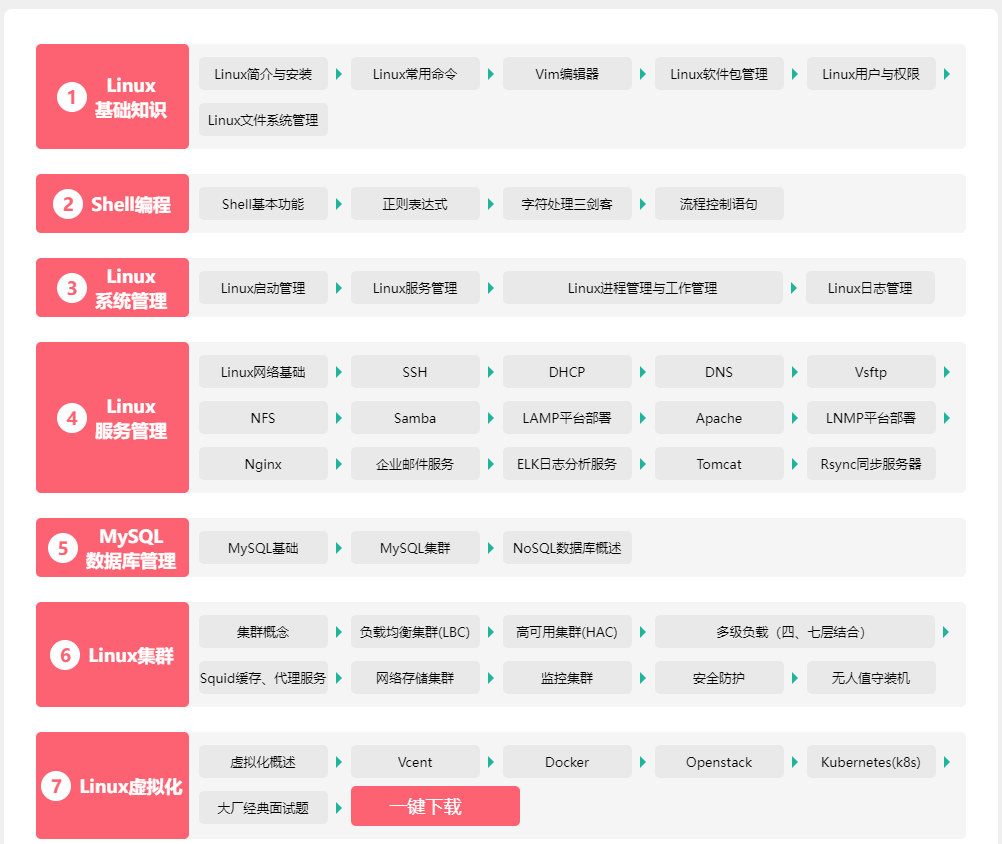 1
Linux
基础知识
Linux简介与安装
Linux常用命令
Vim编辑器
Linux软件包管理
Linux用户与权限
Linux文件系统管理
2
Shell编程
Shell基本功能
正则表达式
字符处理三剑客
流程控制语句
3
Linux
系统管理
Linux启动管理
Linux服务管理
Linux进程管理与工作管理
Linux日志管理
4
Linux
服务管理
Linux网络基础
SSH
DHCP
DNS
Vsftp
NFS
Samba
LAMP平台部署
Apache
LNMP平台部署
Nginx
企业邮件服务
ELK日志分析服务
Tomcat
Rsync同步服务器
5
MySQL
数据库管理
MySQL基础
MySQL集群
NoSQL数据库概述
6
Linux集群
集群概念
负载均衡集群(LBC)
高可用集群(HAC)
多级负载（四、七层结合）
Squid缓存、代理服务
网络存储集群
监控集群
安全防护
无人值守装机
7
Linux虚拟化
虚拟化概述
Vcent
Docker
Openstack
Kubernetes(k8s)
大厂经典面试题
一键下载